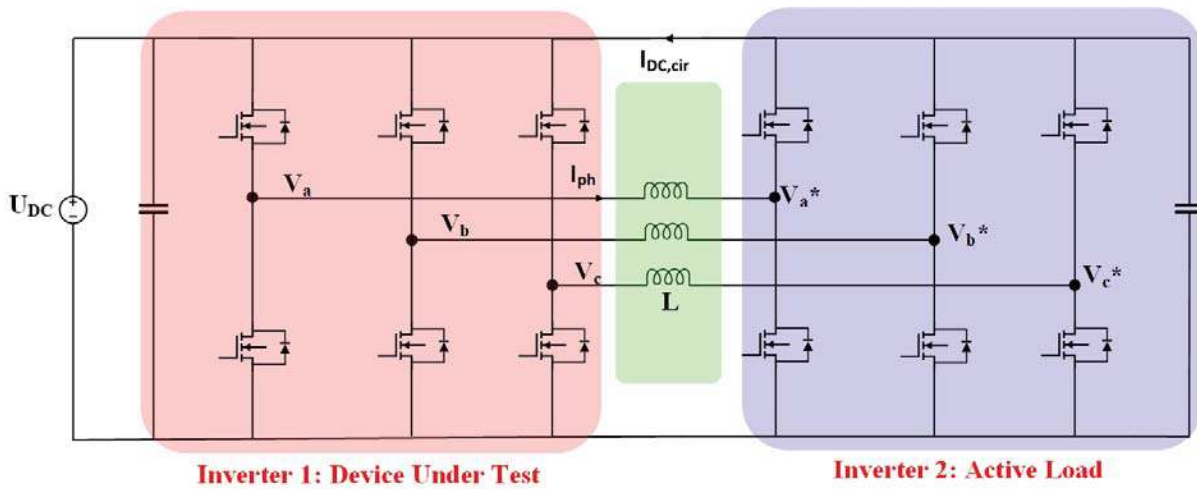 I_DC,cir
I_ph
V_a
V_a*
U_DC
V_b
V_b*
V_c
V_c*
L
Inverter 1: Device Under Test
Inverter 2: Active Load